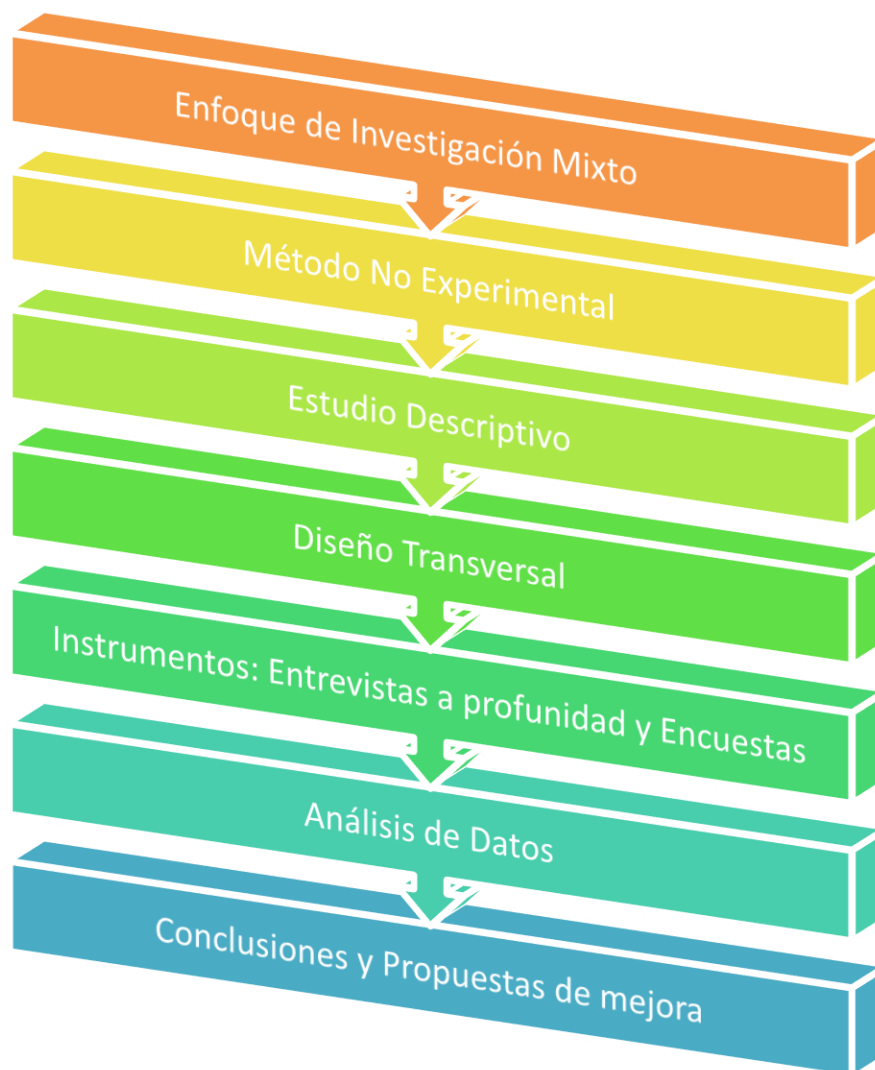 Enfoque de Investigación Mixto
Método No Experimental
Estudio Descriptivo
Diseño Transversal
Instrumentos: Entrevistas a profunidad y Encuestas
Análisis de Datos
Conclusiones y Propuestas de mejora